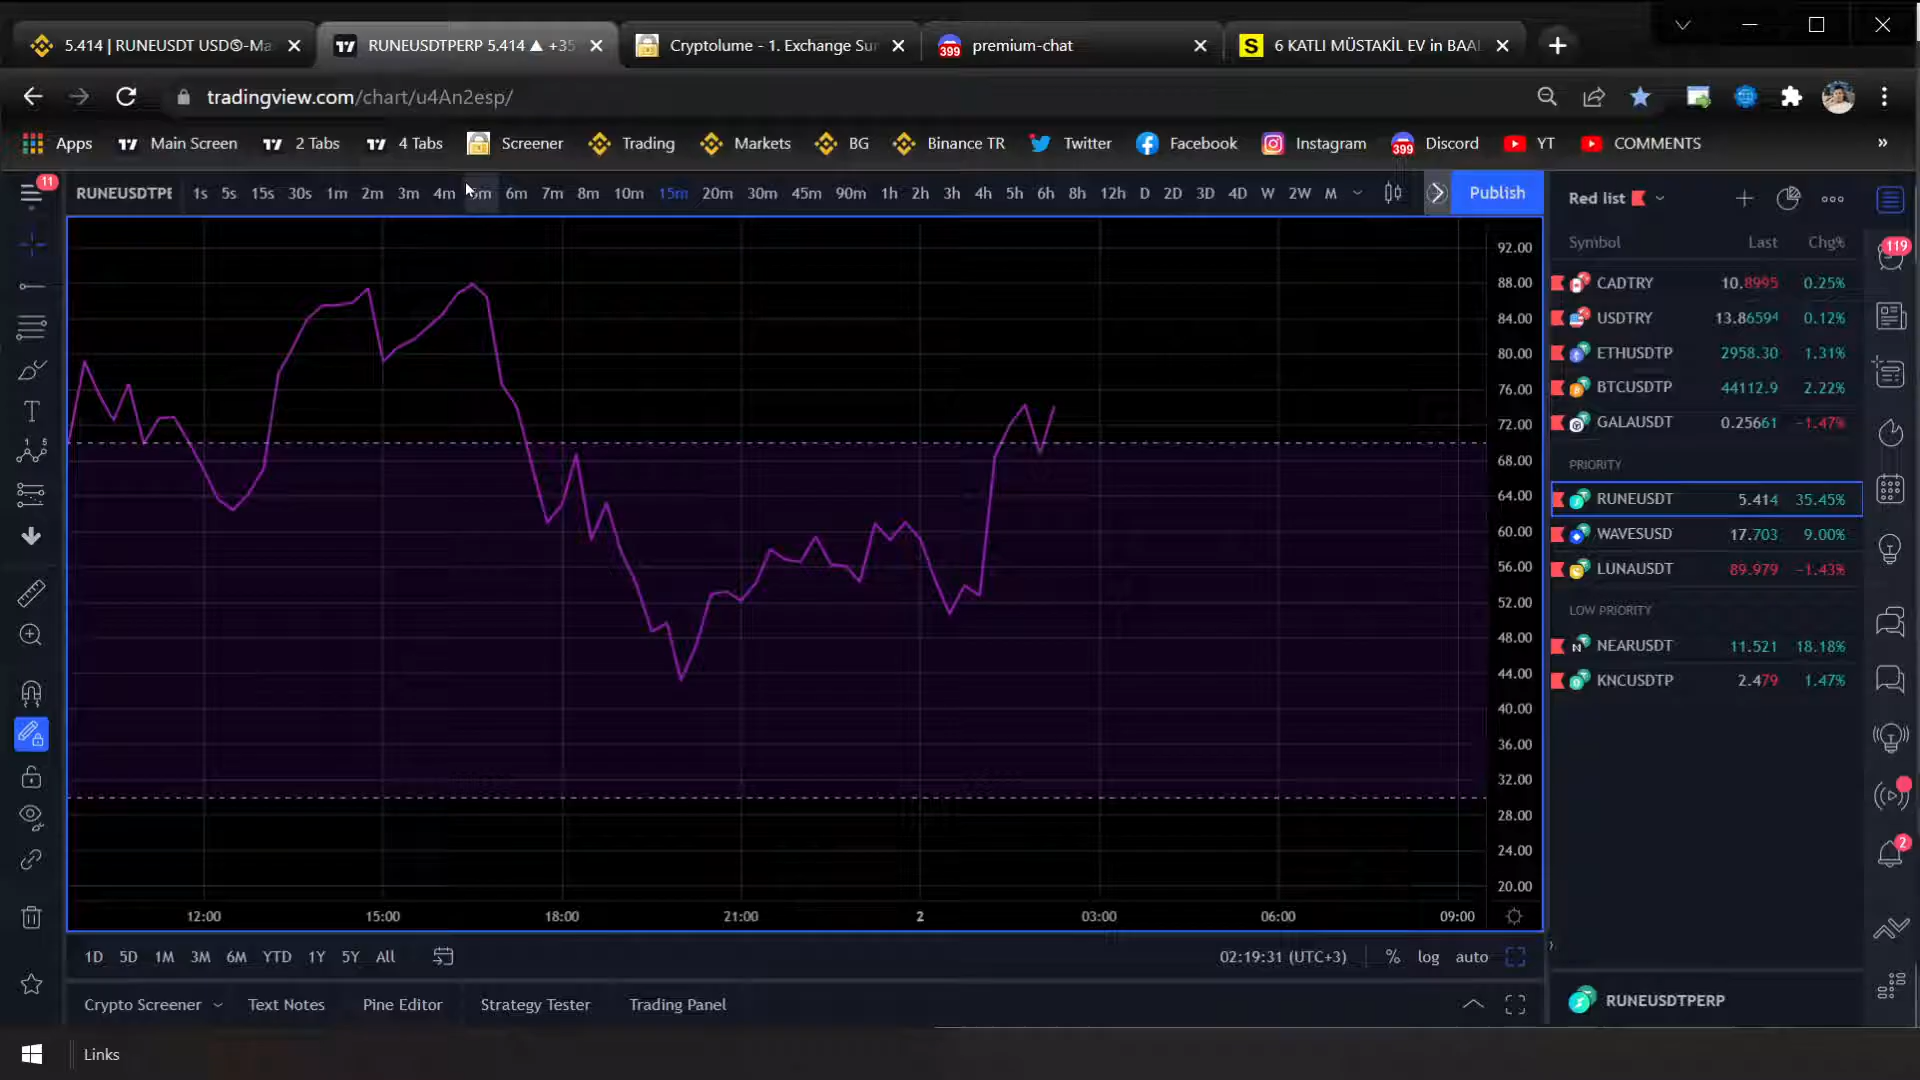 5.414 | RUNEUSDT USDⓈ-Ma
RUNEUSDTPERP 5.414 ▲ +35
Cryptolume - 1. Exchange Sur
399
premium-chat
S
6 KATLI MÜSTAKİL EV in BAAL
tradingview.com/chart/u4An2esp/
Apps
Main Screen
2 Tabs
4 Tabs
Screener
Trading
Markets
BG
Binance TR
Twitter
Facebook
Instagram
399
Discord
YT
COMMENTS
»
11
RUNEUSDTPE
1s 5s 15s 30s 1m 2m 3m 4m 5m 6m 7m 8m 10m 15m 20m 30m 45m 90m 1h 2h 3h 4h 5h 6h 8h 12h D 2D 3D 4D W 2W M
Publish
Red list
Symbol Last Chg%
119
CADTRY 10.8995 0.25%
USDTRY 13.86594 0.12%
ETHUSDTP 2958.30 1.31%
BTCUSDTP 44112.9 2.22%
GALAUSDT 0.25661 −1.47%
PRIORITY
RUNEUSDT 5.414 35.45%
WAVESUSD 17.703 9.00%
LUNAUSDT 89.979 −1.43%
LOW PRIORITY
NEARUSDT 11.521 18.18%
KNCUSDTP 2.479 1.47%
2
92.00
88.00
84.00
80.00
76.00
72.00
68.00
64.00
60.00
56.00
52.00
48.00
44.00
40.00
36.00
32.00
28.00
24.00
20.00
12:00 15:00 18:00 21:00 2 03:00 06:00 09:00
1D 5D 1M 3M 6M YTD 1Y 5Y All
02:19:31 (UTC+3) % log auto
Crypto Screener Text Notes Pine Editor Strategy Tester Trading Panel
RUNEUSDTPERP
Links